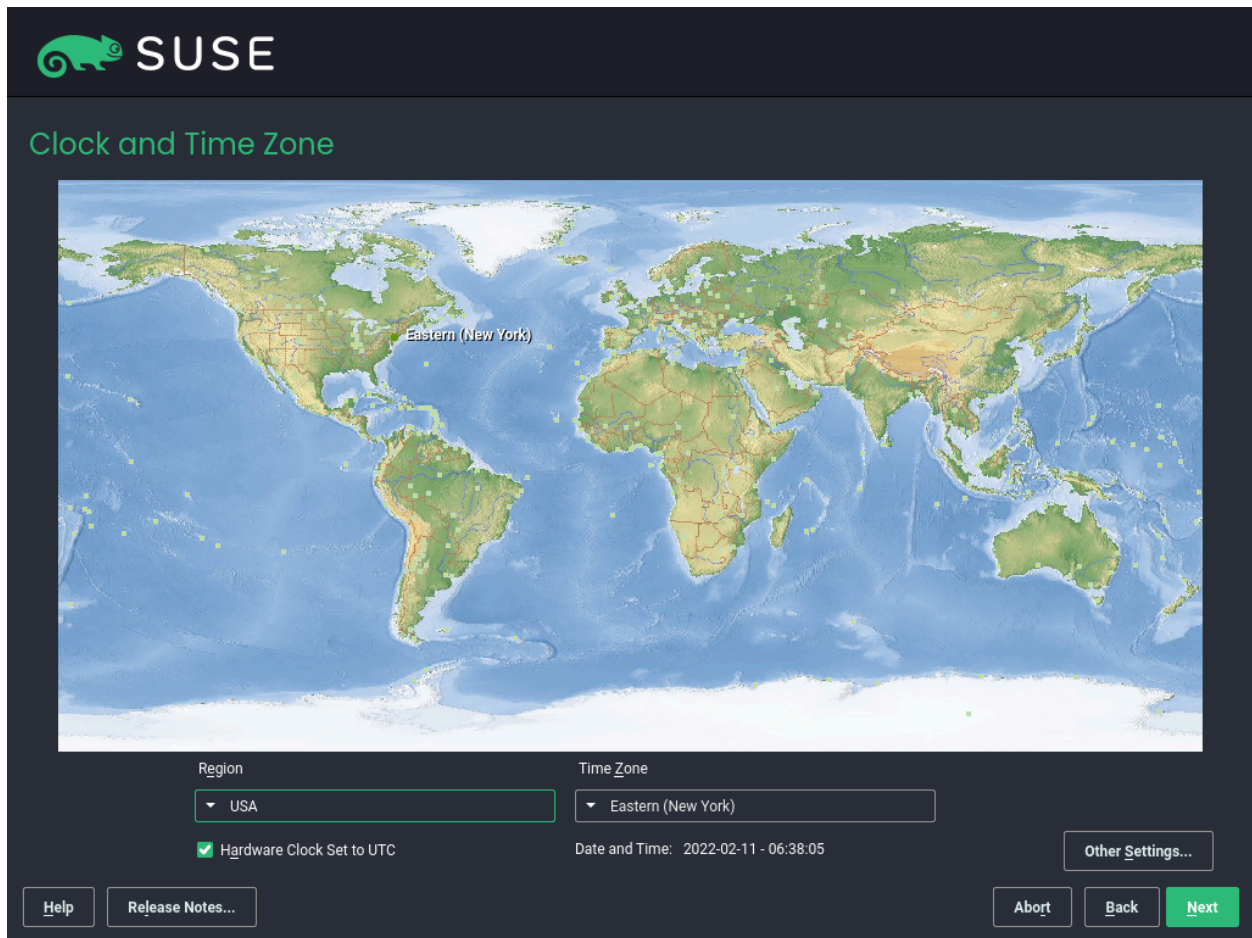 SUSE
Clock and Time Zone
Eastern (New York)
Region
Time Zone
USA
Eastern (New York)
Hardware Clock Set to UTC
Date and Time: 2022-02-11 - 06:38:05
Other Settings...
Help
Release Notes...
Abort
Back
Next